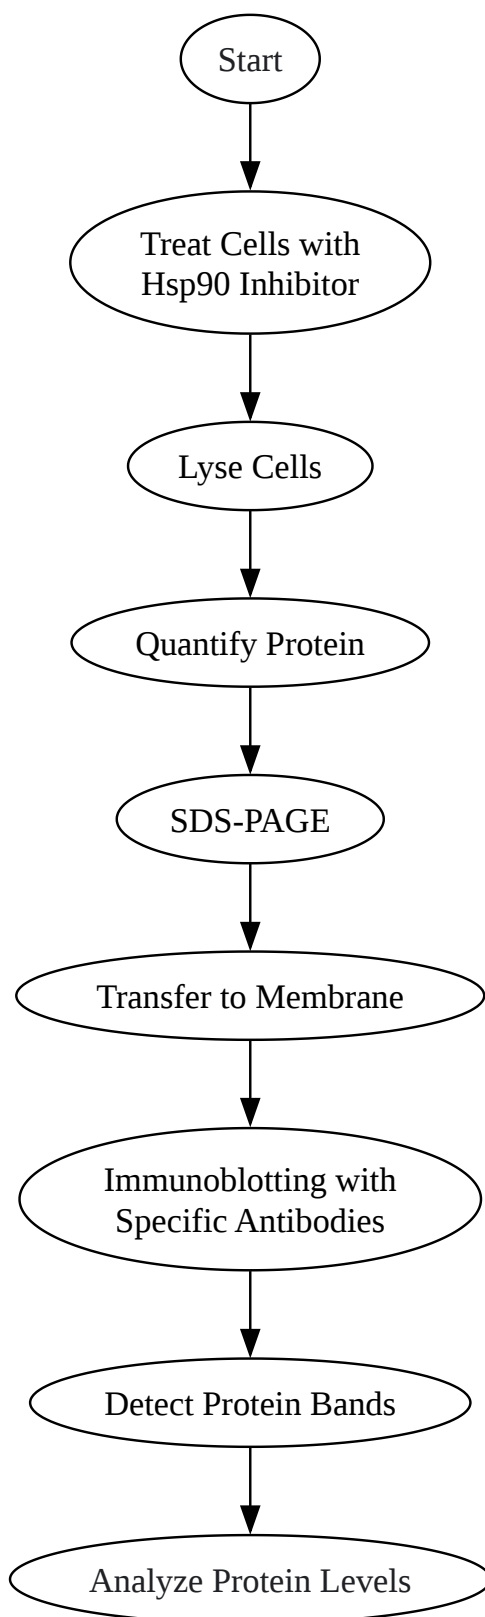 Start
Treat Cells with
Hsp90 Inhibitor
Lyse Cells
Quantify Protein
SDS-PAGE
Transfer to Membrane
Immunoblotting with
Specific Antibodies
Detect Protein Bands
Analyze Protein Levels